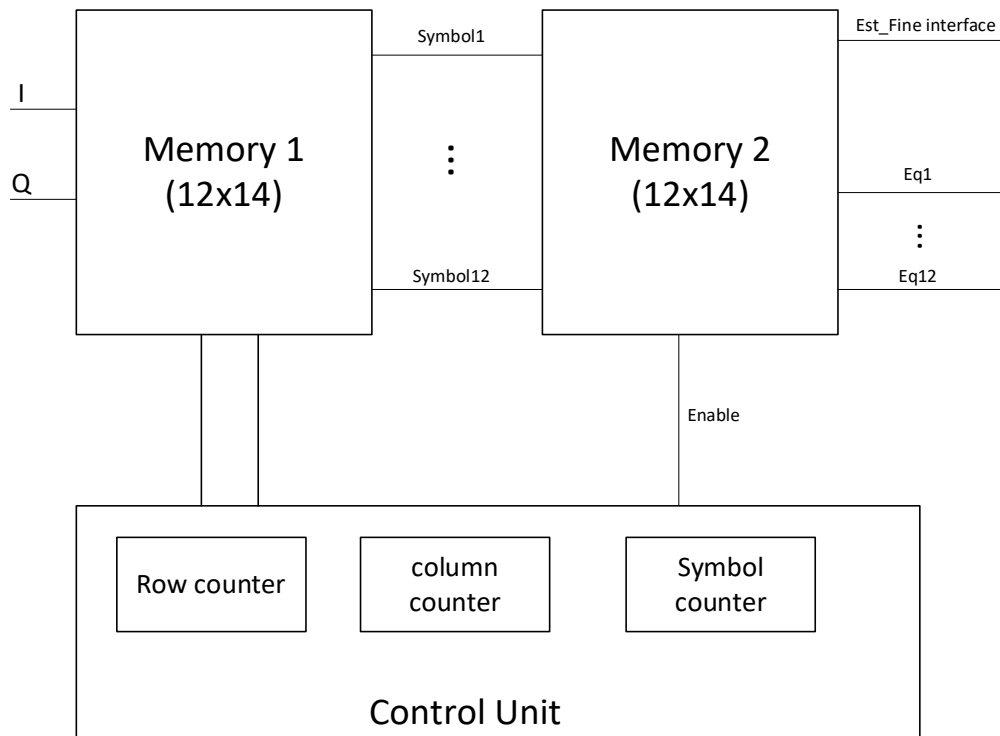 Symbol1
Est_Fine interface
I
Memory 1
(12x14)
Memory 2
(12x14)
Q
Eq1
Symbol12
Eq12
Enable
Row counter
column
counter
Symbol
counter
Control Unit